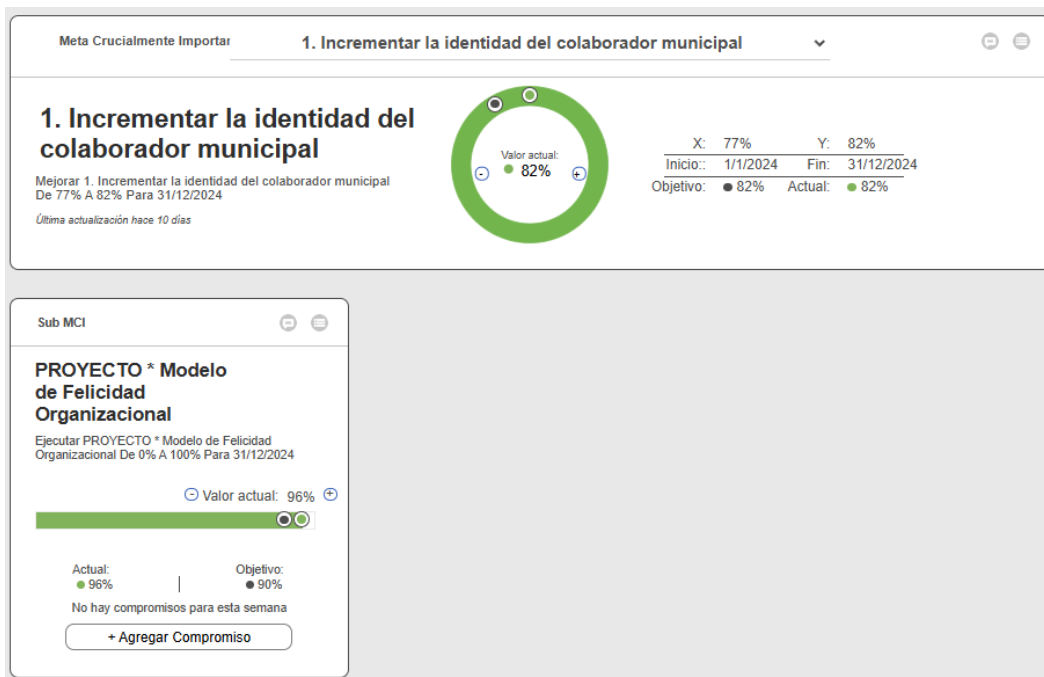 Meta Crucialmente Importar
1. Incrementar la identidad del colaborador municipal
1. Incrementar la identidad del
colaborador municipal
Mejorar 1. Incrementar la identidad del colaborador municipal
De 77% A 82% Para 31/12/2024
Última actualización hace 10 días
Valor actual:
82%
X: 77% Y: 82%
Inicio:: 1/1/2024 Fin: 31/12/2024
Objetivo: 82% Actual: 82%
Sub MCI
PROYECTO * Modelo
de Felicidad
Organizacional
Ejecutar PROYECTO * Modelo de Felicidad
Organizacional De 0% A 100% Para 31/12/2024
Valor actual: 96%
Actual: Objetivo:
96% 90%
No hay compromisos para esta semana
+ Agregar Compromiso